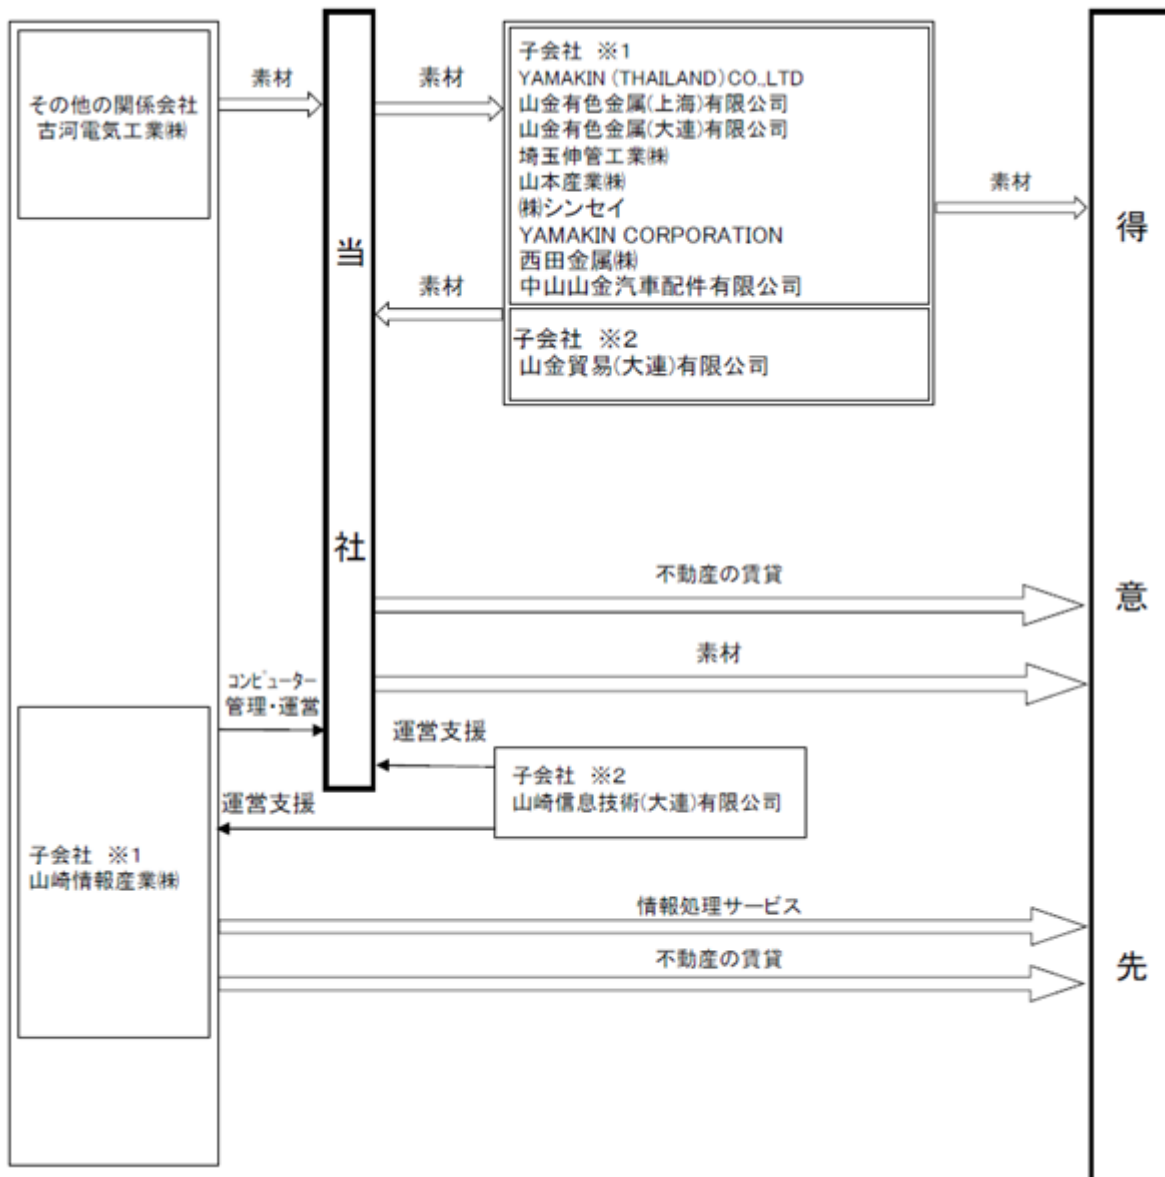 その他の関係会社
古河電気工業㈱
素材
当
社
素材
子会社 ※1
YAMAKIN (THAILAND)CO.,LTD
山金有色金属(上海)有限公司
山金有色金属(大連)有限公司
埼玉伸管工業㈱
山本産業㈱
㈱シンセイ
YAMAKIN CORPORATION
西田金属㈱
中山山金汽車配件有限公司
素材
子会社 ※2
山金貿易(大連)有限公司
素材
得
意
先
不動産の賃貸
素材
ｺﾝﾋﾟｭｰﾀｰ
管理・運営
運営支援
子会社 ※2
山崎信息技術(大連)有限公司
運営支援
子会社 ※1
山崎情報産業㈱
情報処理サービス
不動産の賃貸